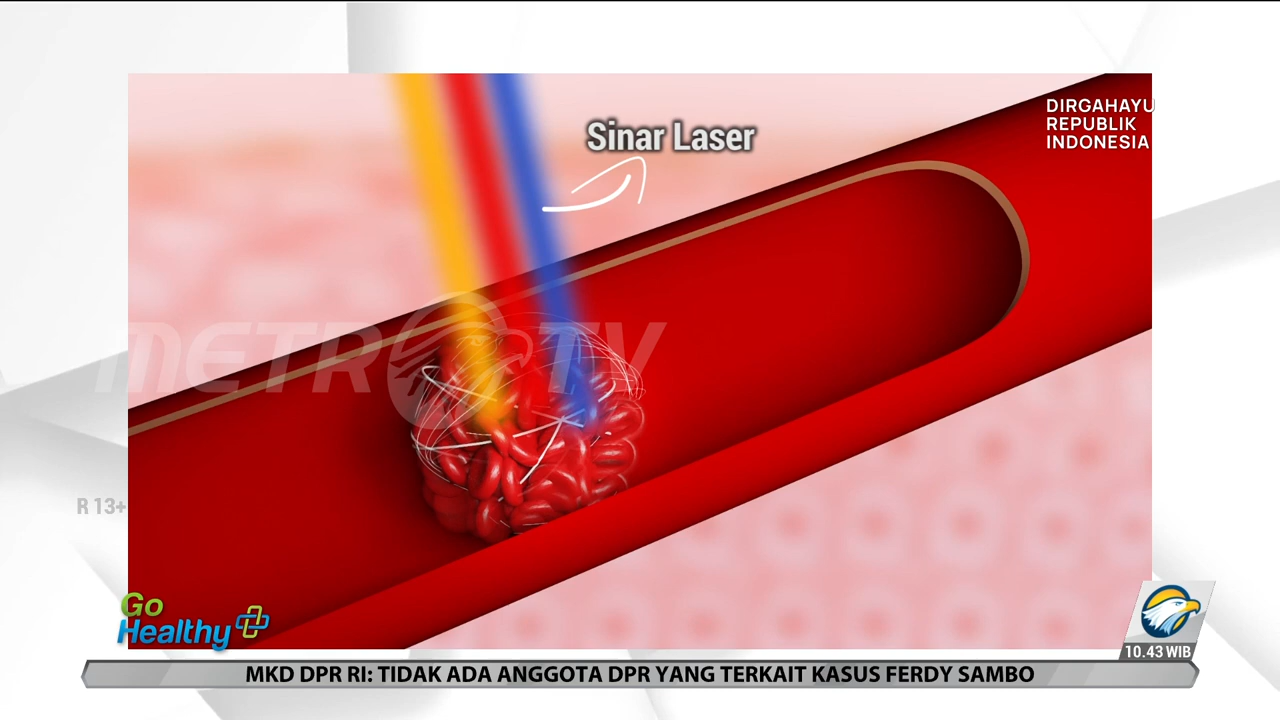 Sinar Laser
DIRGAHAYU
REPUBLIK
INDONESIA
METRO TV
R 13+
Go
Healthy
10.43 WIB
MKD DPR RI: TIDAK ADA ANGGOTA DPR YANG TERKAIT KASUS FERDY SAMBO